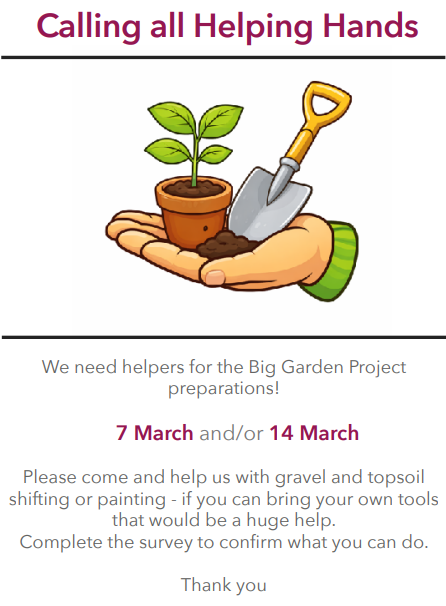 Calling all Helping Hands
We need helpers for the Big Garden Project
preparations!
7 March and/or 14 March
Please come and help us with gravel and topsoil
shifting or painting - if you can bring your own tools
that would be a huge help.
Complete the survey to confirm what you can do.
Thank you